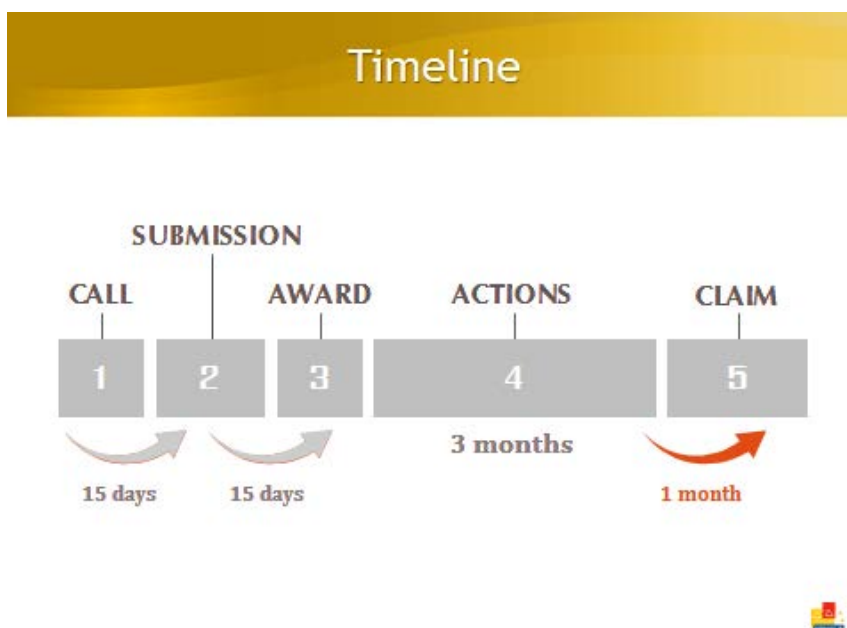 Timeline
SUBMISSION
CALL
AWARD
ACTIONS
CLAIM
1
2
3
4
5
15 days
15 days
3 months
1 month